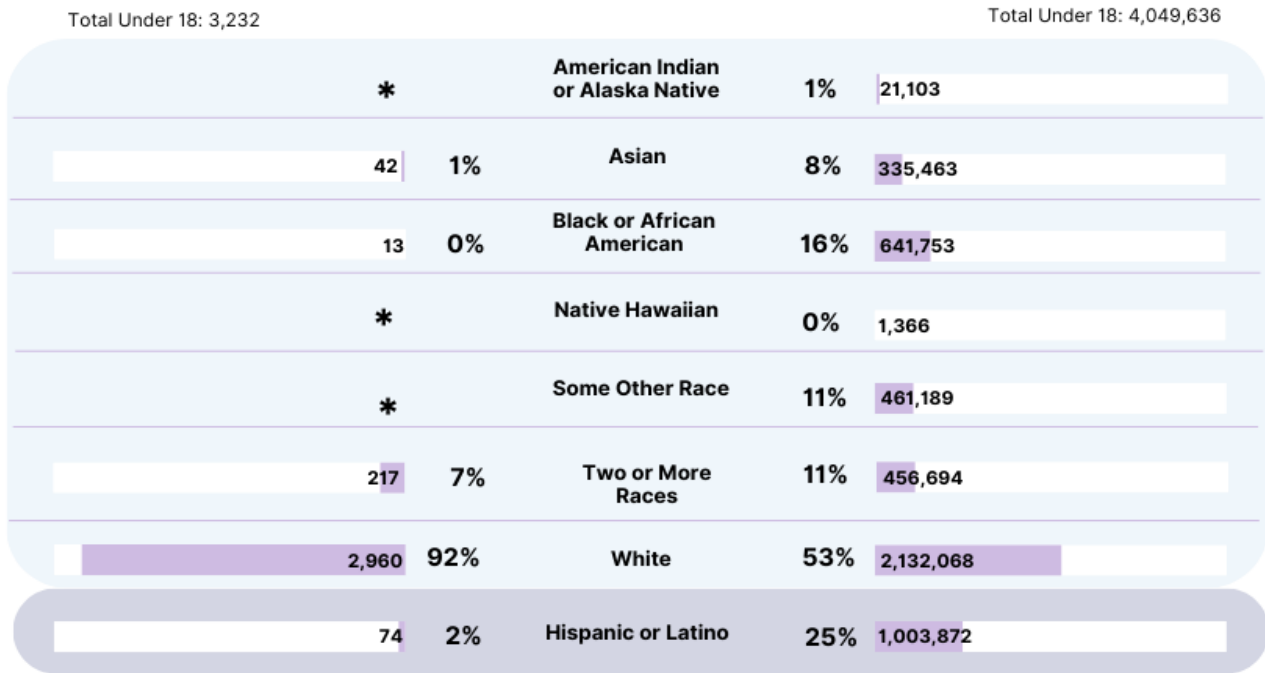 Total Under 18: 3,232
Total Under 18: 4,049,636
American Indian
or Alaska Native
* 1% 21,103
42 1% Asian 8% 335,463
Black or African
American
13 0% 16% 641,753
* Native Hawaiian 0% 1,366
* Some Other Race 11% 461,189
217 7% Two or More 11% 456,694
Races
2,960 92% White 53% 2,132,068
74 2% Hispanic or Latino 25% 1,003,872